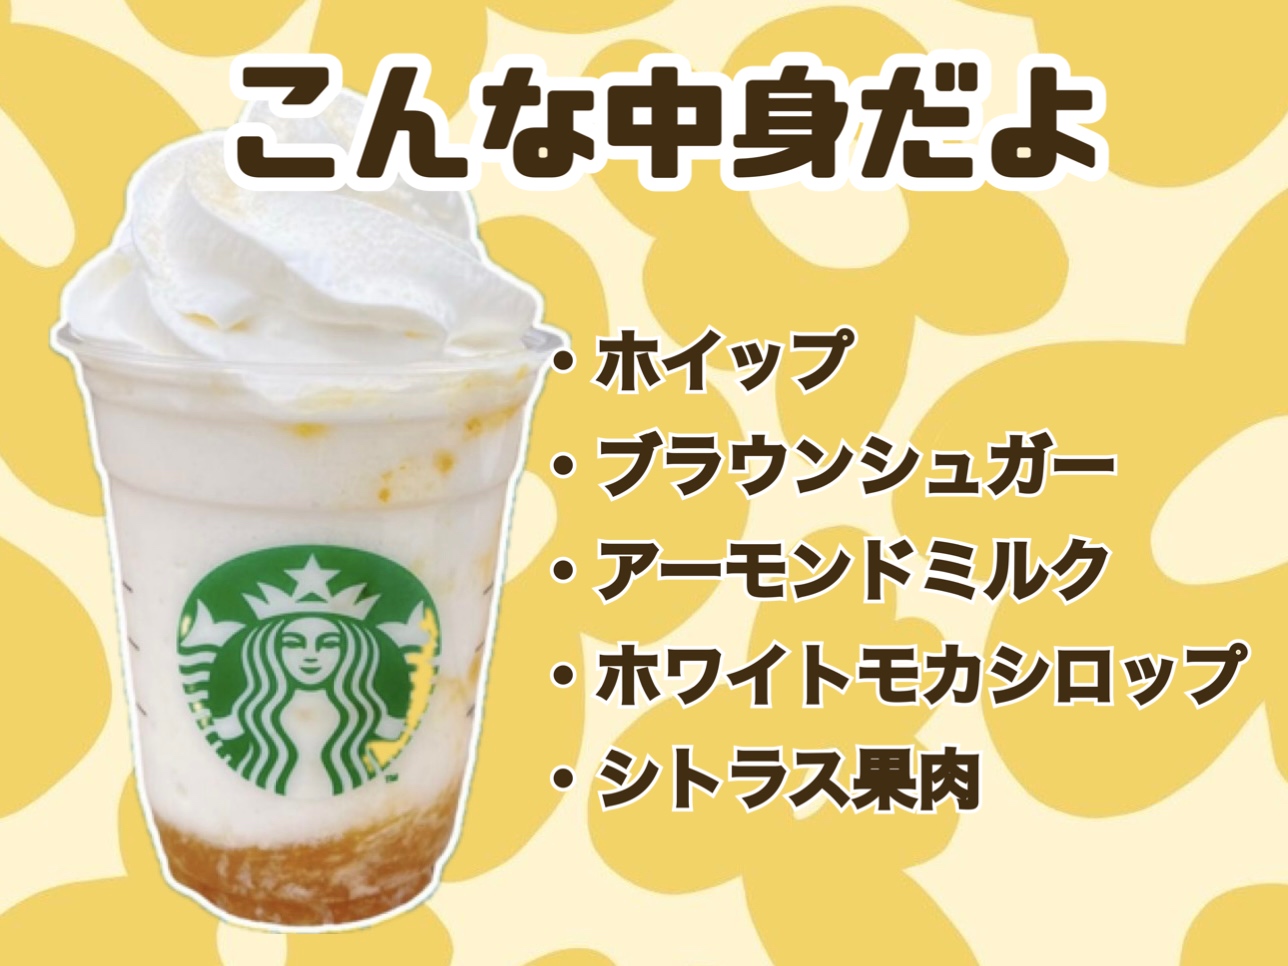 こんな中身だよ
・ホイップ
・ブラウンシュガー
・アーモンドミルク
・ホワイトモカシロップ
・シトラス果肉
TM